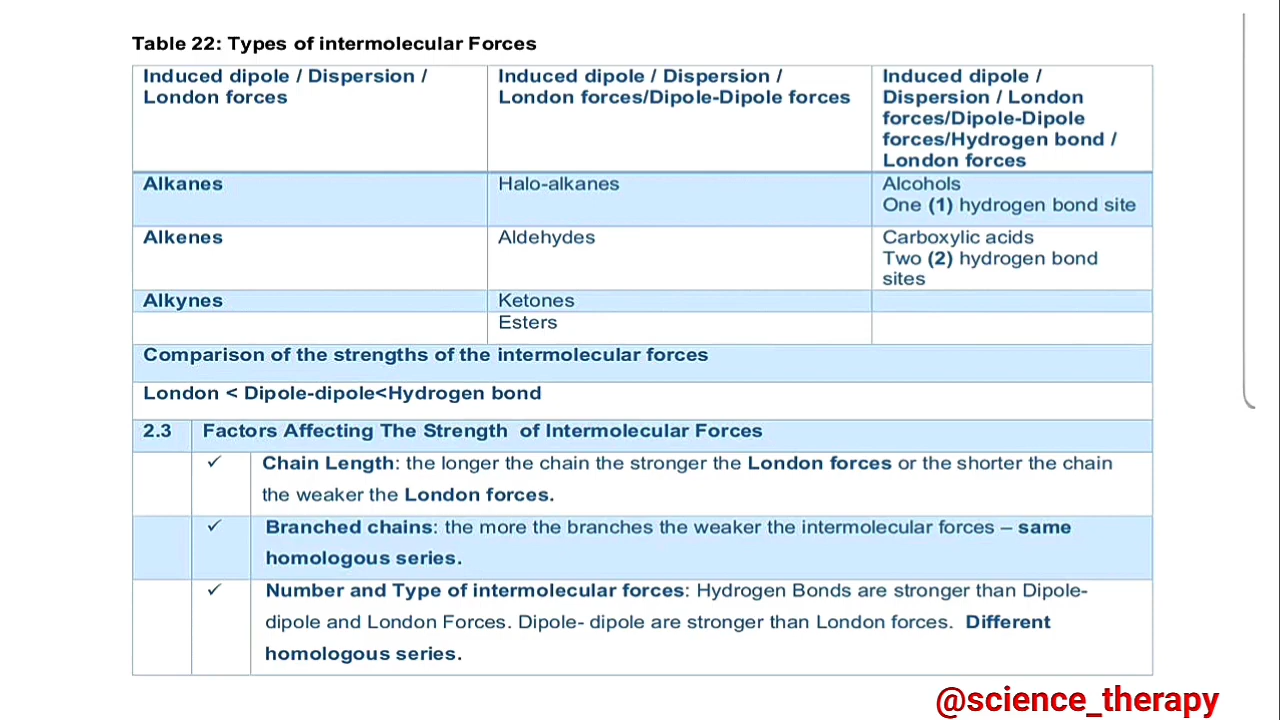 Table 22: Types of intermolecular Forces
Induced dipole / Dispersion /
London forces
Induced dipole / Dispersion /
London forces/Dipole-Dipole forces
Induced dipole /
Dispersion / London
forces/Dipole-Dipole
forces/Hydrogen bond /
London forces
Alkanes
Halo-alkanes
Alcohols
One (1) hydrogen bond site
Alkenes
Aldehydes
Carboxylic acids
Two (2) hydrogen bond
sites
Alkynes
Ketones
Esters
Comparison of the strengths of the intermolecular forces
London < Dipole-dipole<Hydrogen bond
2.3 Factors Affecting The Strength of Intermolecular Forces
✓ Chain Length: the longer the chain the stronger the London forces or the shorter the chain
the weaker the London forces.
✓ Branched chains: the more the branches the weaker the intermolecular forces – same
homologous series.
✓ Number and Type of intermolecular forces: Hydrogen Bonds are stronger than Dipole-
dipole and London Forces. Dipole- dipole are stronger than London forces. Different
homologous series.
@science_therapy